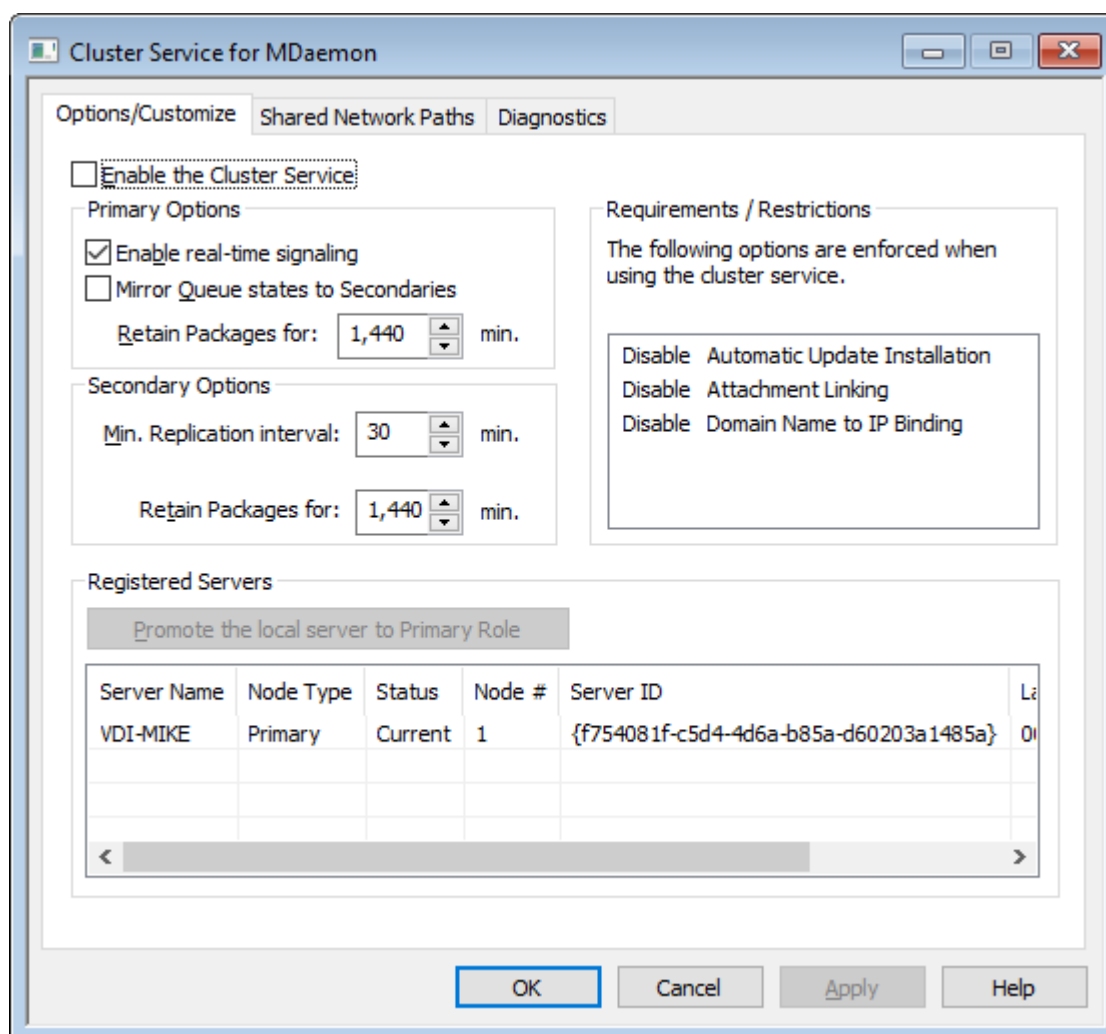 Cluster Service for MDaemon
Options/Customize Shared Network Paths Diagnostics
Enable the Cluster Service
Primary Options
Enable real-time signaling
Mirror Queue states to Secondaries
Retain Packages for: 1,440 min.
Secondary Options
Min. Replication interval: 30 min.
Retain Packages for: 1,440 min.
Requirements / Restrictions
The following options are enforced when
using the cluster service.
Disable Automatic Update Installation
Disable Attachment Linking
Disable Domain Name to IP Binding
Registered Servers
Promote the local server to Primary Role
Server Name Node Type Status Node # Server ID
VDI-MIKE Primary Current 1 {f754081f-c5d4-4d6a-b85a-d60203a1485a}
OK Cancel Apply Help